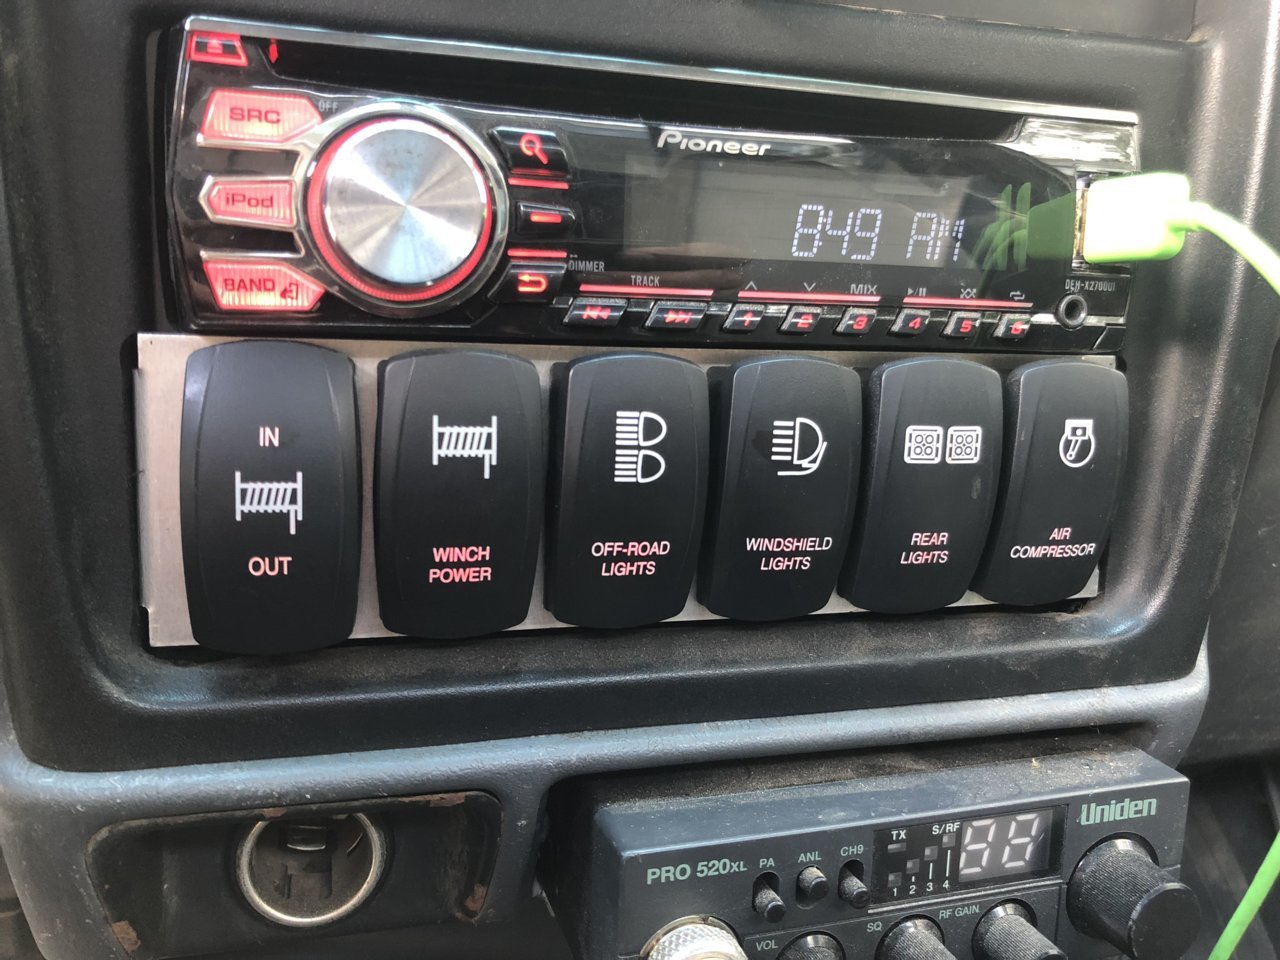 SRC
OFF
Pioneer
iPod
849 AM
BAND
DIMMER
TRACK
MIX
DEH-X2700UI
1 2 3 4 5 6
IN
OUT
WINCH
POWER
OFF-ROAD
LIGHTS
WINDSHIELD
LIGHTS
REAR
LIGHTS
AIR
COMPRESSOR
Uniden
PRO 520XL
PA
ANL
CH9
TX
S/RF
1 2 3 4
VOL
SQ
RF GAIN